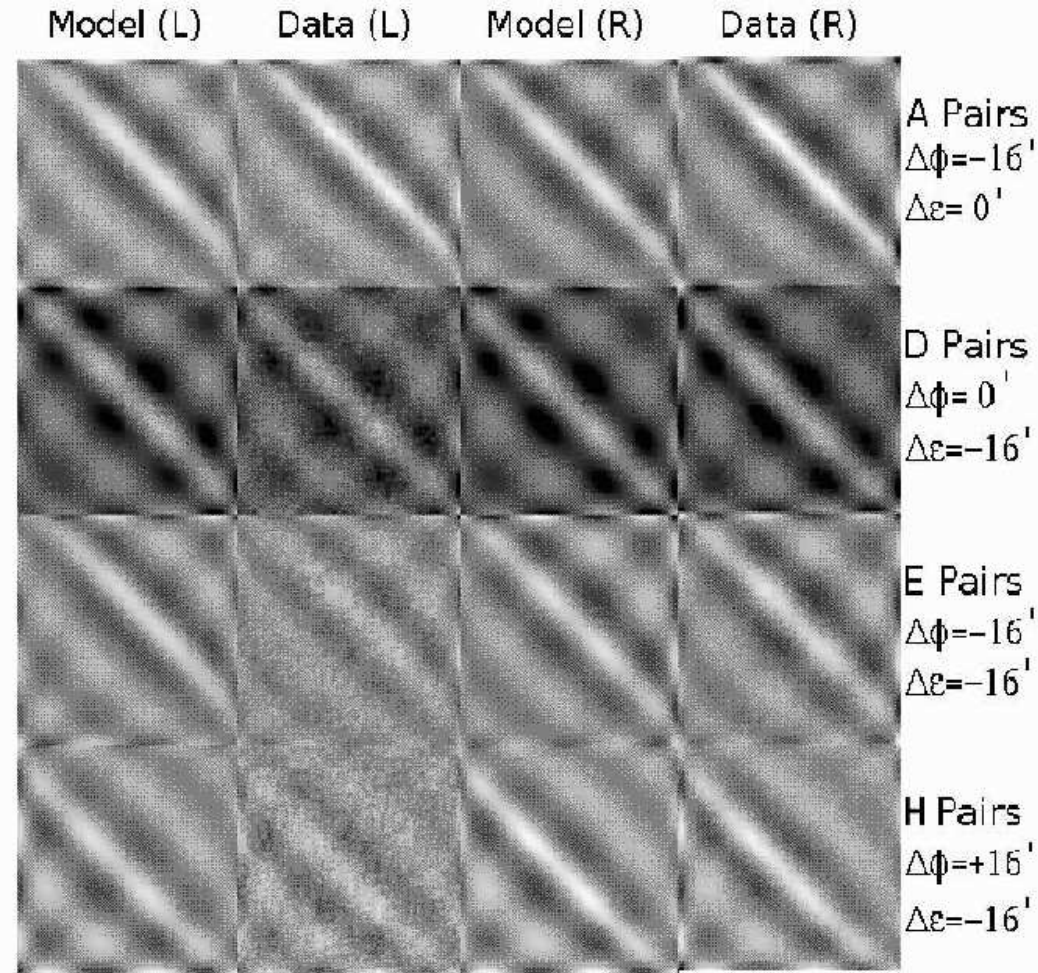 Model (L) Data (L) Model (R) Data (R)
A Pairs
Δϕ=-16'
Δε= 0'
D Pairs
Δϕ= 0'
Δε=-16'
E Pairs
Δϕ=-16'
Δε=-16'
H Pairs
Δϕ=+16'
Δε=-16'